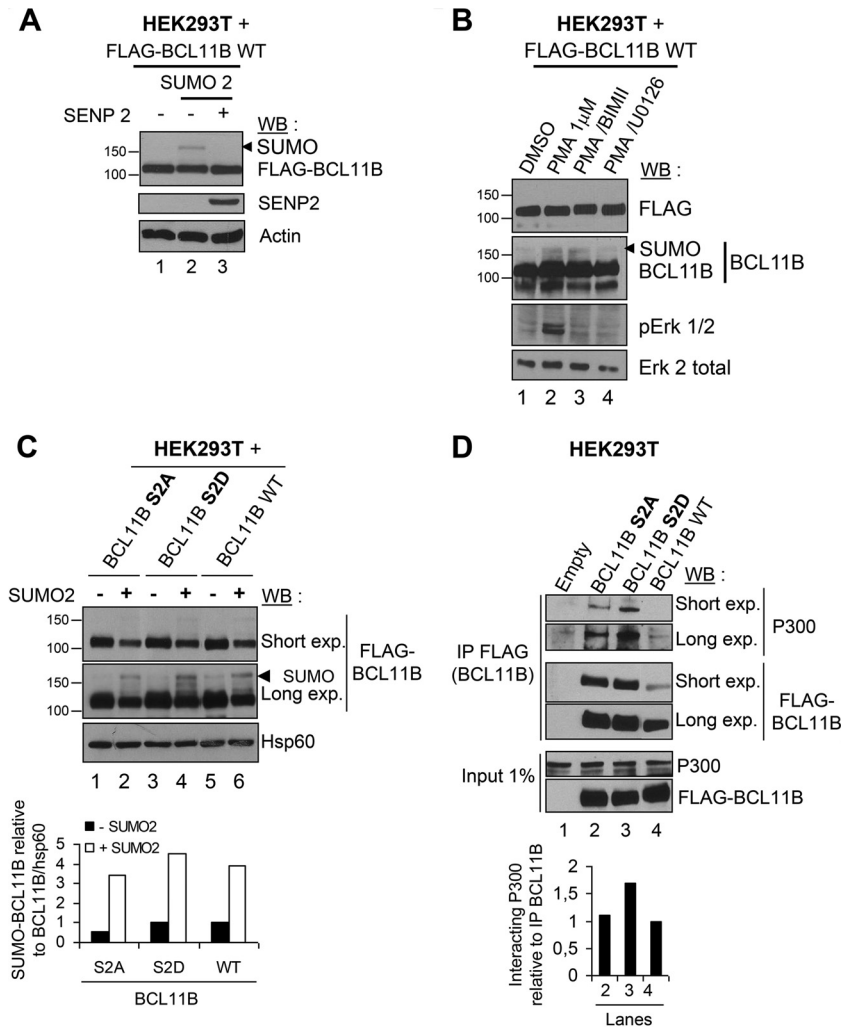 A
HEK293T +
FLAG-BCL11B WT
SUMO 2
SENP 2 - - +
WB :
150
100
SUMO
FLAG-BCL11B
SENP2
Actin
1 2 3
B
HEK293T +
FLAG-BCL11B WT
DMSO
PMA 1µM
PMA /BIMII
PMA /U0126
WB :
150
100
FLAG
150
100
SUMO
BCL11B
BCL11B
pErk 1/2
Erk 2 total
1 2 3 4
C
HEK293T +
BCL11B S2A
BCL11B S2D
BCL11B WT
SUMO2 - + - + - + WB :
150
100
Short exp.
150
100
SUMO
Long exp.
FLAG-
BCL11B
Hsp60
1 2 3 4 5 6
SUMO-BCL11B relative
to BCL11B/hsp60
- SUMO2
+ SUMO2
5
4
3
2
1
0
S2A S2D WT
BCL11B
D
HEK293T
Empty
BCL11B S2A
BCL11B S2D
BCL11B WT
WB :
IP FLAG
(BCL11B)
Short exp.
Long exp.
P300
Short exp.
Long exp.
FLAG-
BCL11B
Input 1%
P300
FLAG-BCL11B
1 2 3 4
Interacting P300
relative to IP BCL11B
2
1,5
1
0,5
0
2 3 4
Lanes